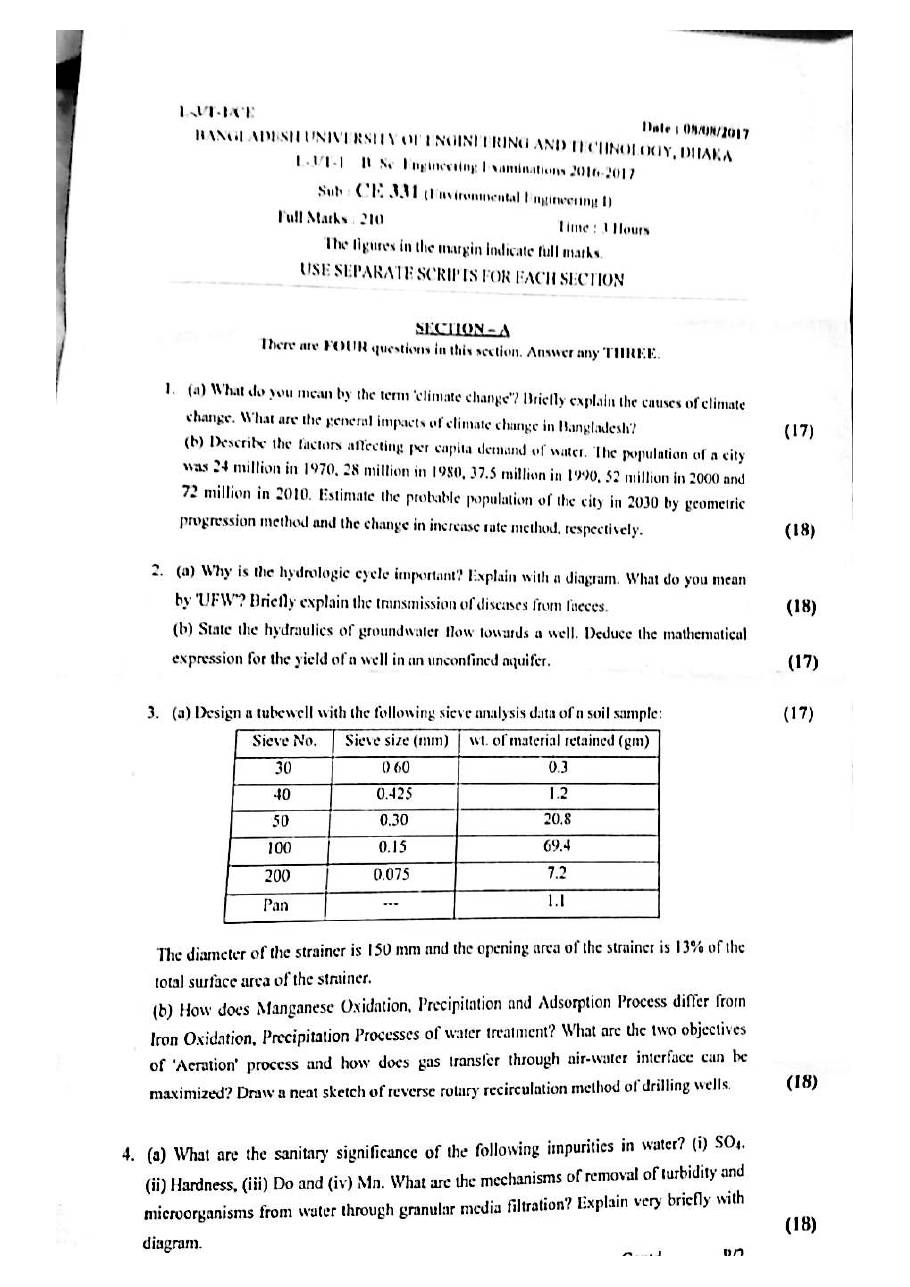 L-3/T-1/CE
Date : 08/08/2017
BANGLADESH UNIVERSITY OF ENGINEERING AND TECHNOLOGY, DHAKA
L-3/T-1 B. Sc. Engineering Examinations 2016-2017
Sub : CE 331 (Environmental Engineering I)
Full Marks : 210
Time : 3 Hours
The figures in the margin indicate full marks.
USE SEPARATE SCRIPTS FOR EACH SECTION
SECTION – A
There are FOUR questions in this section. Answer any THREE.
1. (a) What do you mean by the term 'climate change'? Briefly explain the causes of climate
change. What are the general impacts of climate change in Bangladesh? (17)
(b) Describe the factors affecting per capita demand of water. The population of a city
was 24 million in 1970, 28 million in 1980, 37.5 million in 1990, 52 million in 2000 and
72 million in 2010. Estimate the probable population of the city in 2030 by geometric
progression method and the change in increase rate method, respectively. (18)
2. (a) Why is the hydrologic cycle important? Explain with a diagram. What do you mean
by 'UFW'? Briefly explain the transmission of diseases from faeces. (18)
(b) State the hydraulics of groundwater flow towards a well. Deduce the mathematical
expression for the yield of a well in an unconfined aquifer. (17)
3. (a) Design a tubewell with the following sieve analysis data of a soil sample: (17)
Sieve No. Sieve size (mm) wt. of material retained (gm)
30 0.60 0.3
40 0.425 1.2
50 0.30 20.8
100 0.15 69.4
200 0.075 7.2
Pan --- 1.1
The diameter of the strainer is 150 mm and the opening area of the strainer is 13% of the
total surface area of the strainer.
(b) How does Manganese Oxidation, Precipitation and Adsorption Process differ from
Iron Oxidation, Precipitation Processes of water treatment? What are the two objectives
of 'Aeration' process and how does gas transfer through air-water interface can be
maximized? Draw a neat sketch of reverse rotary recirculation method of drilling wells. (18)
4. (a) What are the sanitary significance of the following impurities in water? (i) SO₄,
(ii) Hardness, (iii) Do and (iv) Mn. What are the mechanisms of removal of turbidity and
microorganisms from water through granular media filtration? Explain very briefly with
diagram. (18)